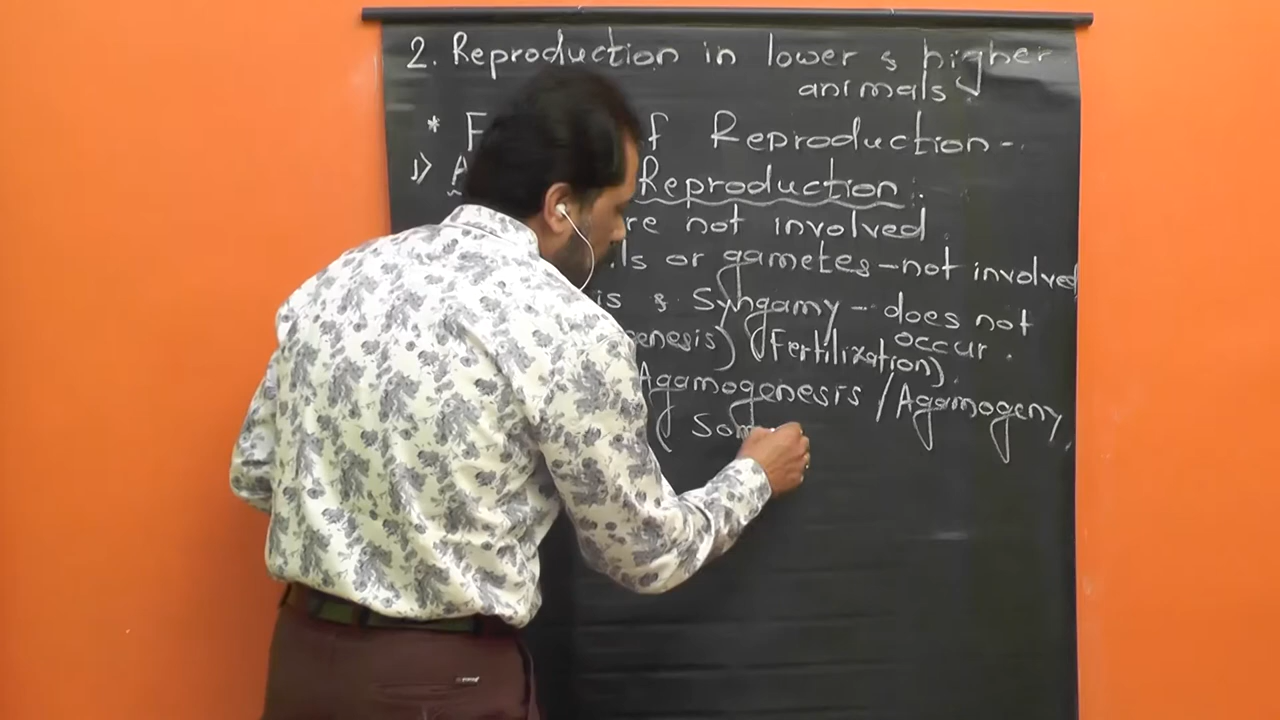 2. Reproduction in lower & higher
animals.
* F f Reproduction-
1) A Reproduction:
re not involved.
ls or gametes-not involved
is & Syngamy - does not
occur.
enesis) (Fertilixation).
Agamogenesis / Agamogeny,
Som